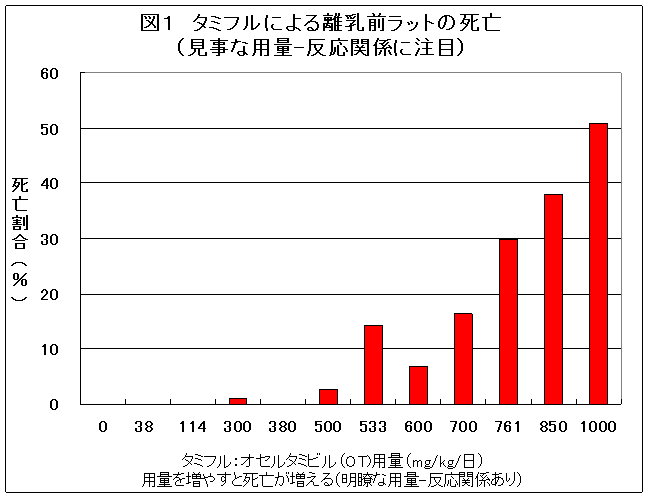 図1 タミフルによる離乳前ラットの死亡
(見事な用量-反応関係に注目)
死亡割合(%)
60
50
40
30
20
10
0
0 38 114 300 380 500 533 600 700 761 850 1000
タミフル:オセルタミビル(OT)用量(mg/kg/日)
用量を増やすと死亡が増える(明瞭な用量-反応関係あり)